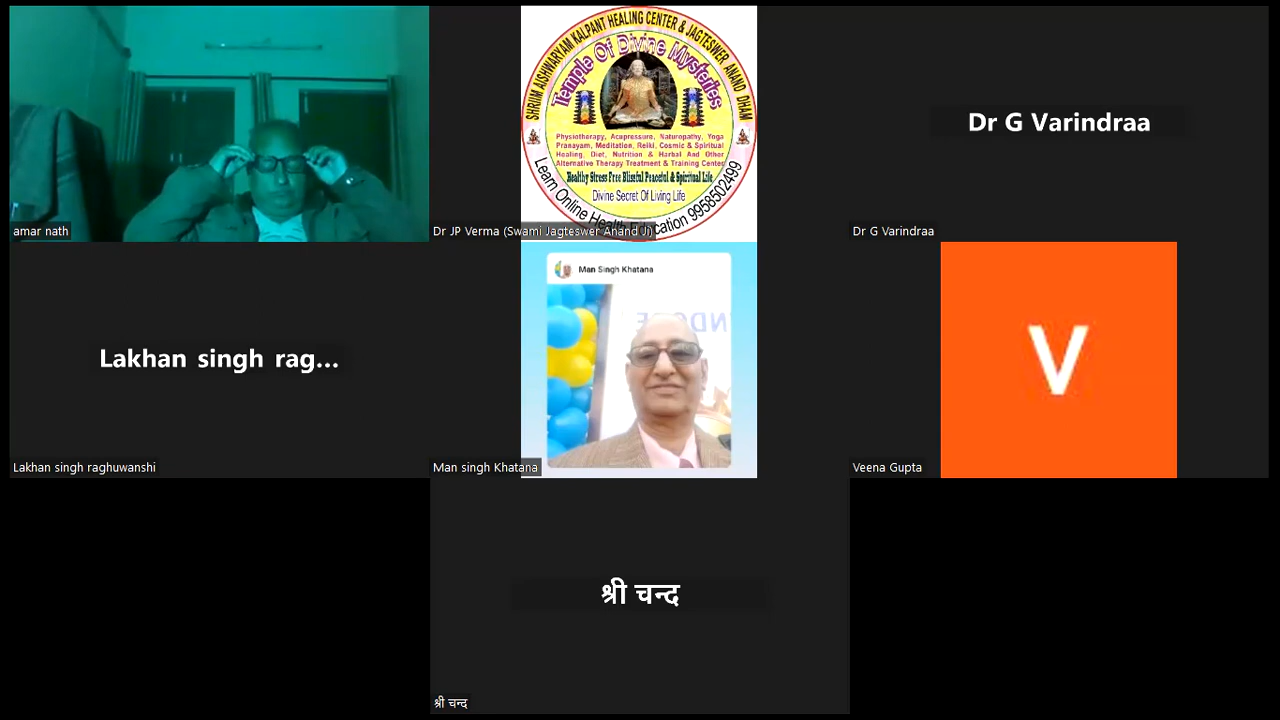 SHRIIM AISHWARYAM KALPANT HEALING CENTER & JAGTESWER ANAND DHAM
Temple Of Divine Mysteries
Physiotherapy, Acupressure, Naturopathy, Yoga
Pranayam, Meditation, Reiki, Cosmic & Spiritual
Healing, Diet, Nutrition & Harbal And Other
Alternative Therapy Treatment & Training Center
Healthy Stress Free Blissful Peaceful & Spiritual Life
Divine Secret Of Living Life
Learn Online Health Education 9958502499
Dr G Varindraa
amar nath
Dr JP Verma (Swami Jagteswer Anand Ji)
Dr G Varindraa
Lakhan singh rag...
Man Singh Khatana
V
Lakhan singh raghuwanshi
Man singh Khatana
Veena Gupta
श्री चन्द
श्री चन्द